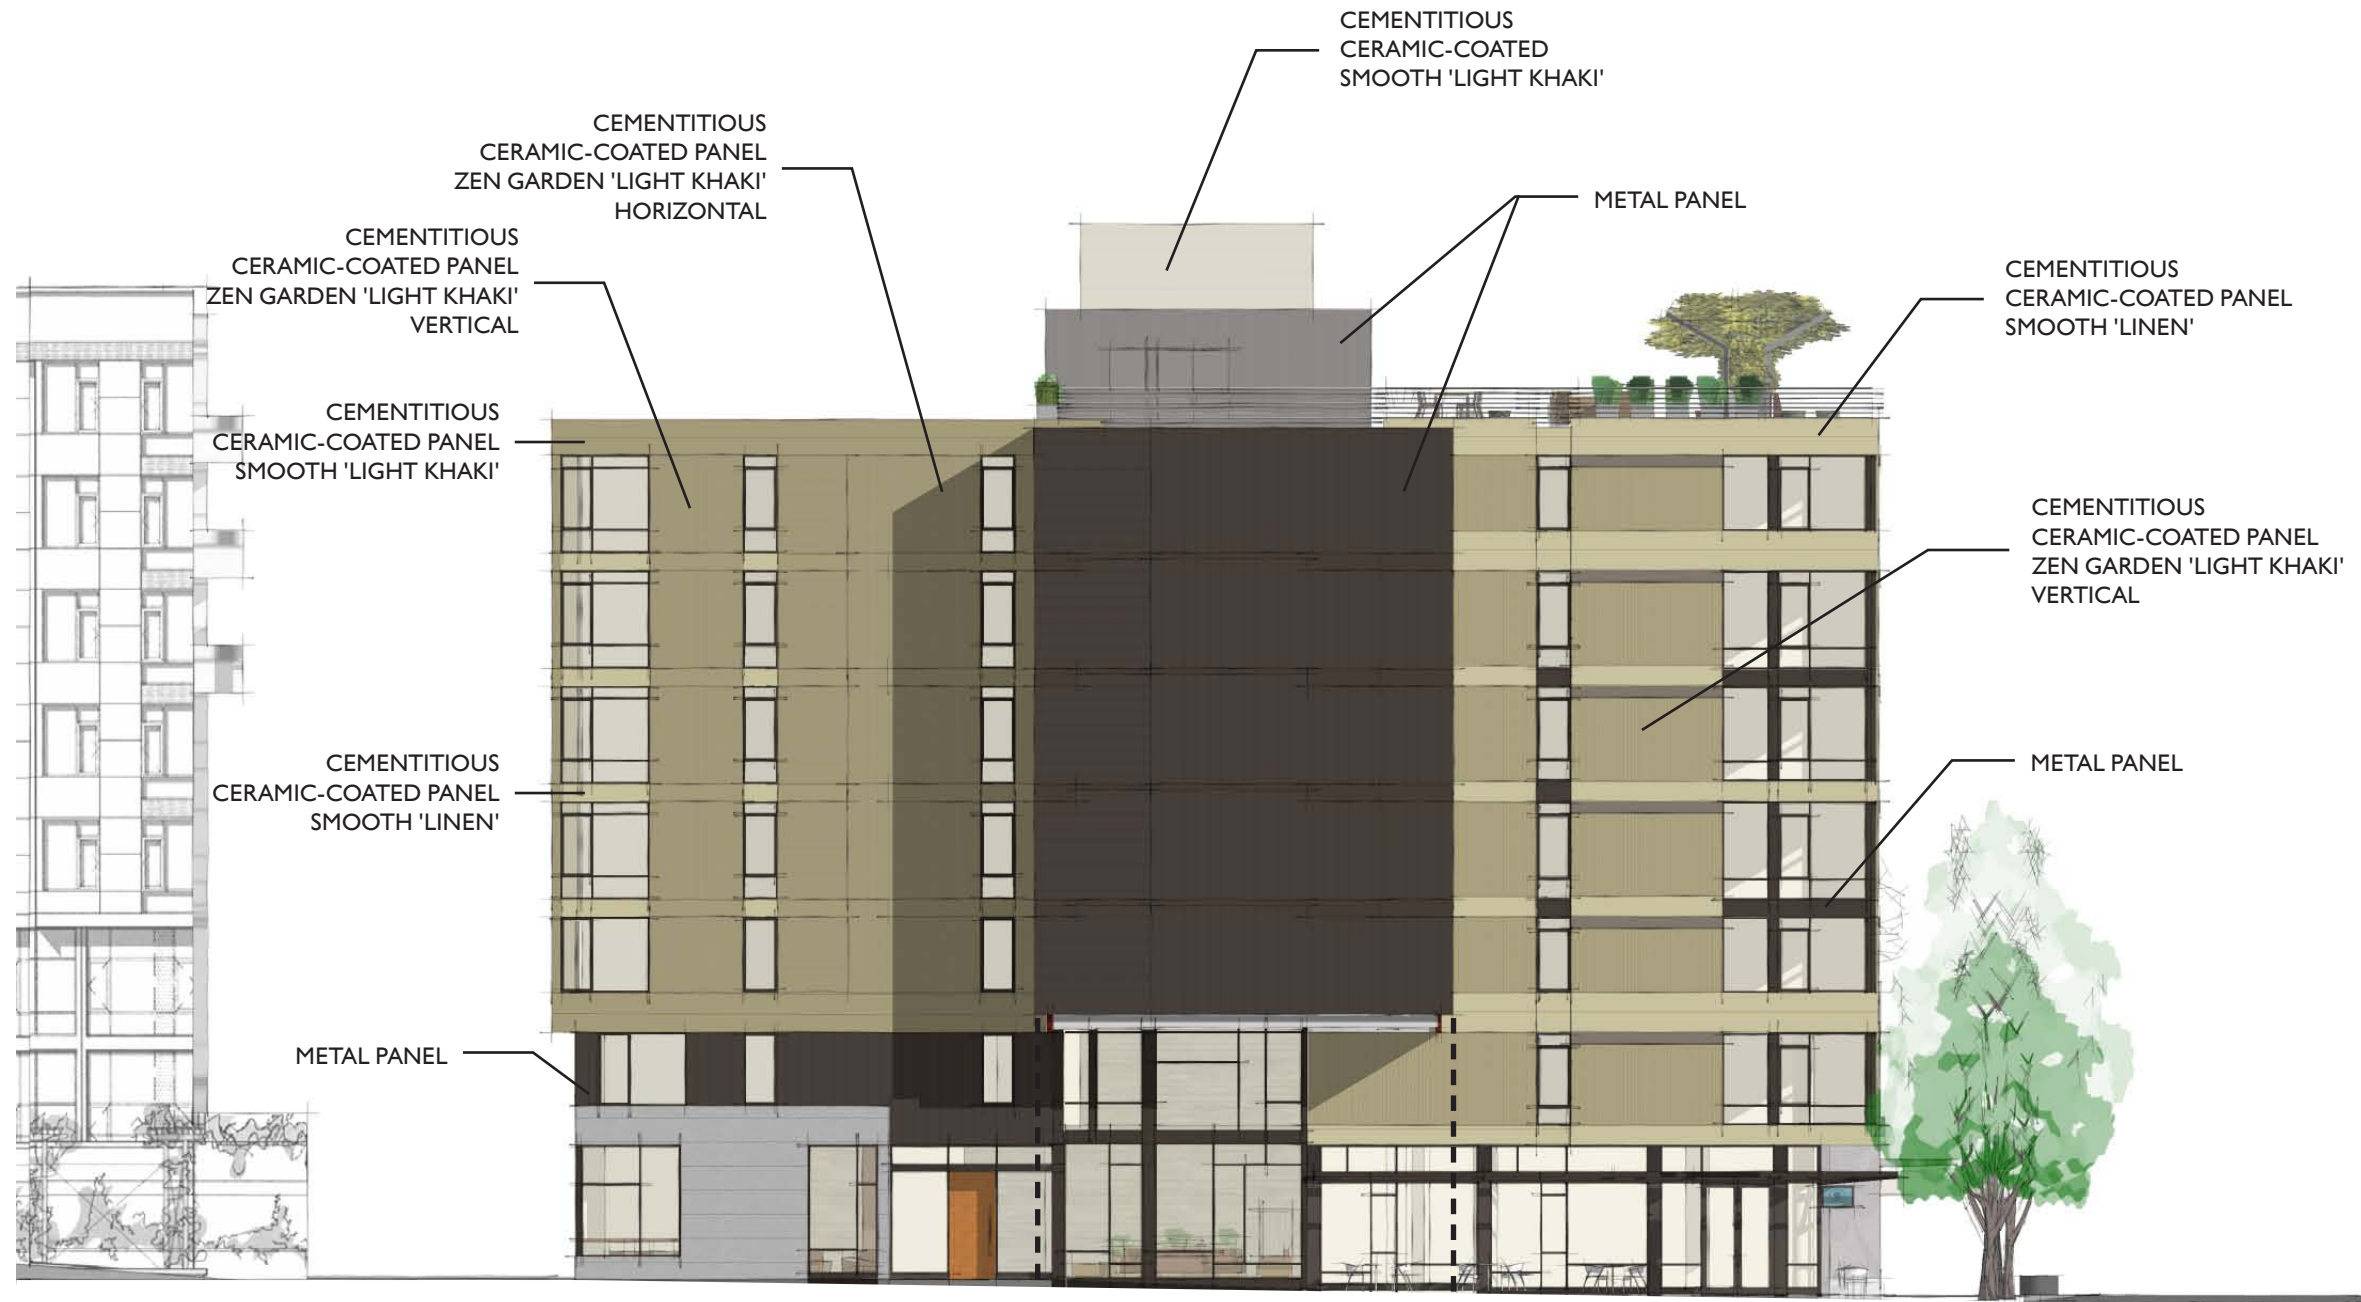 CEMENTITIOUS
CERAMIC-COATED
SMOOTH 'LIGHT KHAKI'
CEMENTITIOUS
CERAMIC-COATED PANEL
ZEN GARDEN 'LIGHT KHAKI'
HORIZONTAL
METAL PANEL
CEMENTITIOUS
CERAMIC-COATED PANEL
ZEN GARDEN 'LIGHT KHAKI'
VERTICAL
CEMENTITIOUS
CERAMIC-COATED PANEL
SMOOTH 'LINEN'
CEMENTITIOUS
CERAMIC-COATED PANEL
SMOOTH 'LIGHT KHAKI'
CEMENTITIOUS
CERAMIC-COATED PANEL
ZEN GARDEN 'LIGHT KHAKI'
VERTICAL
CEMENTITIOUS
CERAMIC-COATED PANEL
SMOOTH 'LINEN'
METAL PANEL
METAL PANEL